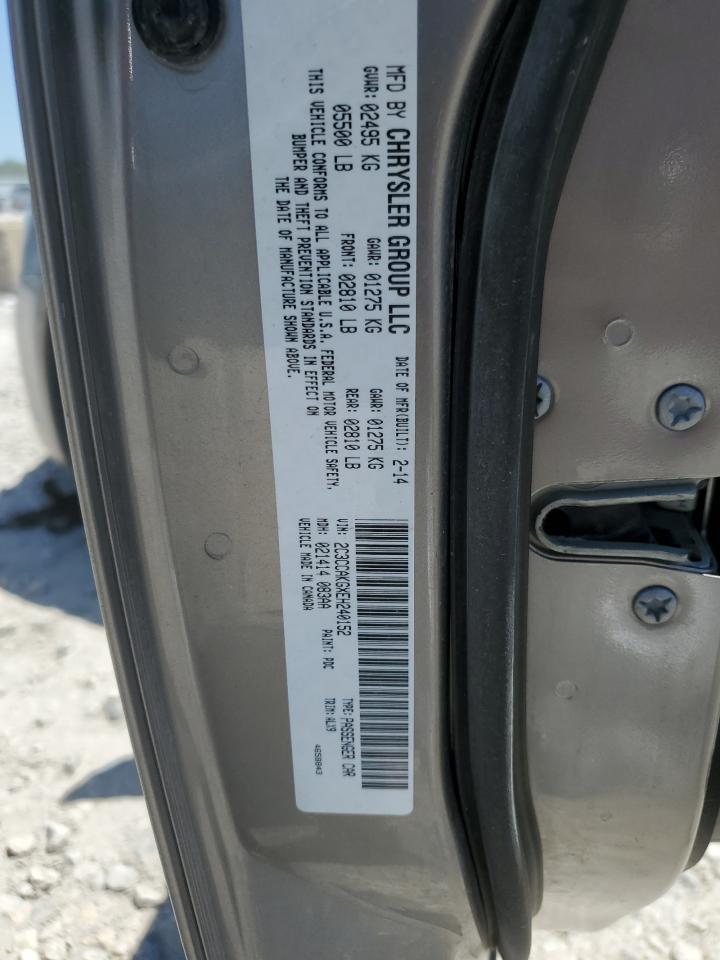 MFD BY CHRYSLER GROUP LLC DATE OF MFR(BUILT): 2-14
GVWR: 02495 KG GAWR: 01275 KG GAWR: 01275 KG
05500 LB FRONT: 02810 LB REAR: 02810 LB
THIS VEHICLE CONFORMS TO ALL APPLICABLE U.S.A. FEDERAL MOTOR VEHICLE SAFETY,
BUMPER AND THEFT PREVENTION STANDARDS IN EFFECT ON
THE DATE OF MANUFACTURE SHOWN ABOVE.
VIN: 2C3CCAKGXEH240152 TYPE: PASSENGER CAR
MDH: 021414 083AA PAINT: PDC TRIM: ALX9
VEHICLE MADE IN CANADA 4658843